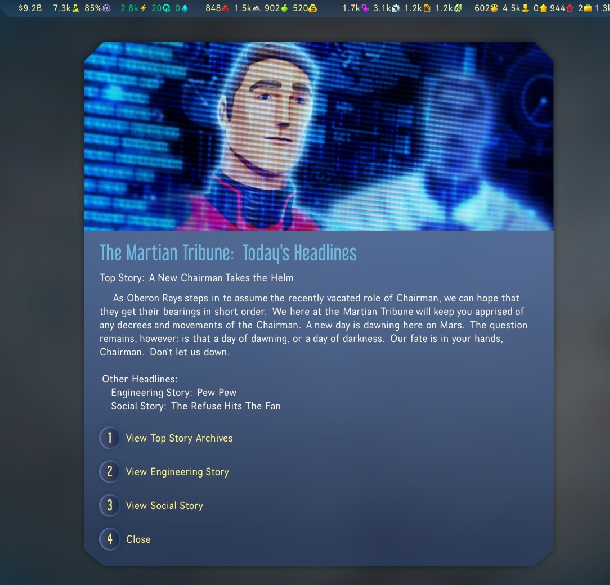 $9.2B 7.3k 85% 2.8k 20 0 848 1.5k 902 520 1.7k 3.1k 1.2k 1.2k 602 4.5k 0 944 2
The Martian Tribune: Today's Headlines
Top Story: A New Chairman Takes the Helm
As Oberon Rays steps in to assume the recently vacated role of Chairman, we can hope that
they get their bearings in short order. We here at the Martian Tribune will keep you apprised of
any decrees and movements of the Chairman. A new day is dawning here on Mars. The question
remains, however: is that a day of dawning, or a day of darkness. Our fate is in your hands,
Chairman. Don't let us down.
Other Headlines:
Engineering Story: Pew Pew
Social Story: The Refuse Hits The Fan
1 View Top Story Archives
2 View Engineering Story
3 View Social Story
4 Close